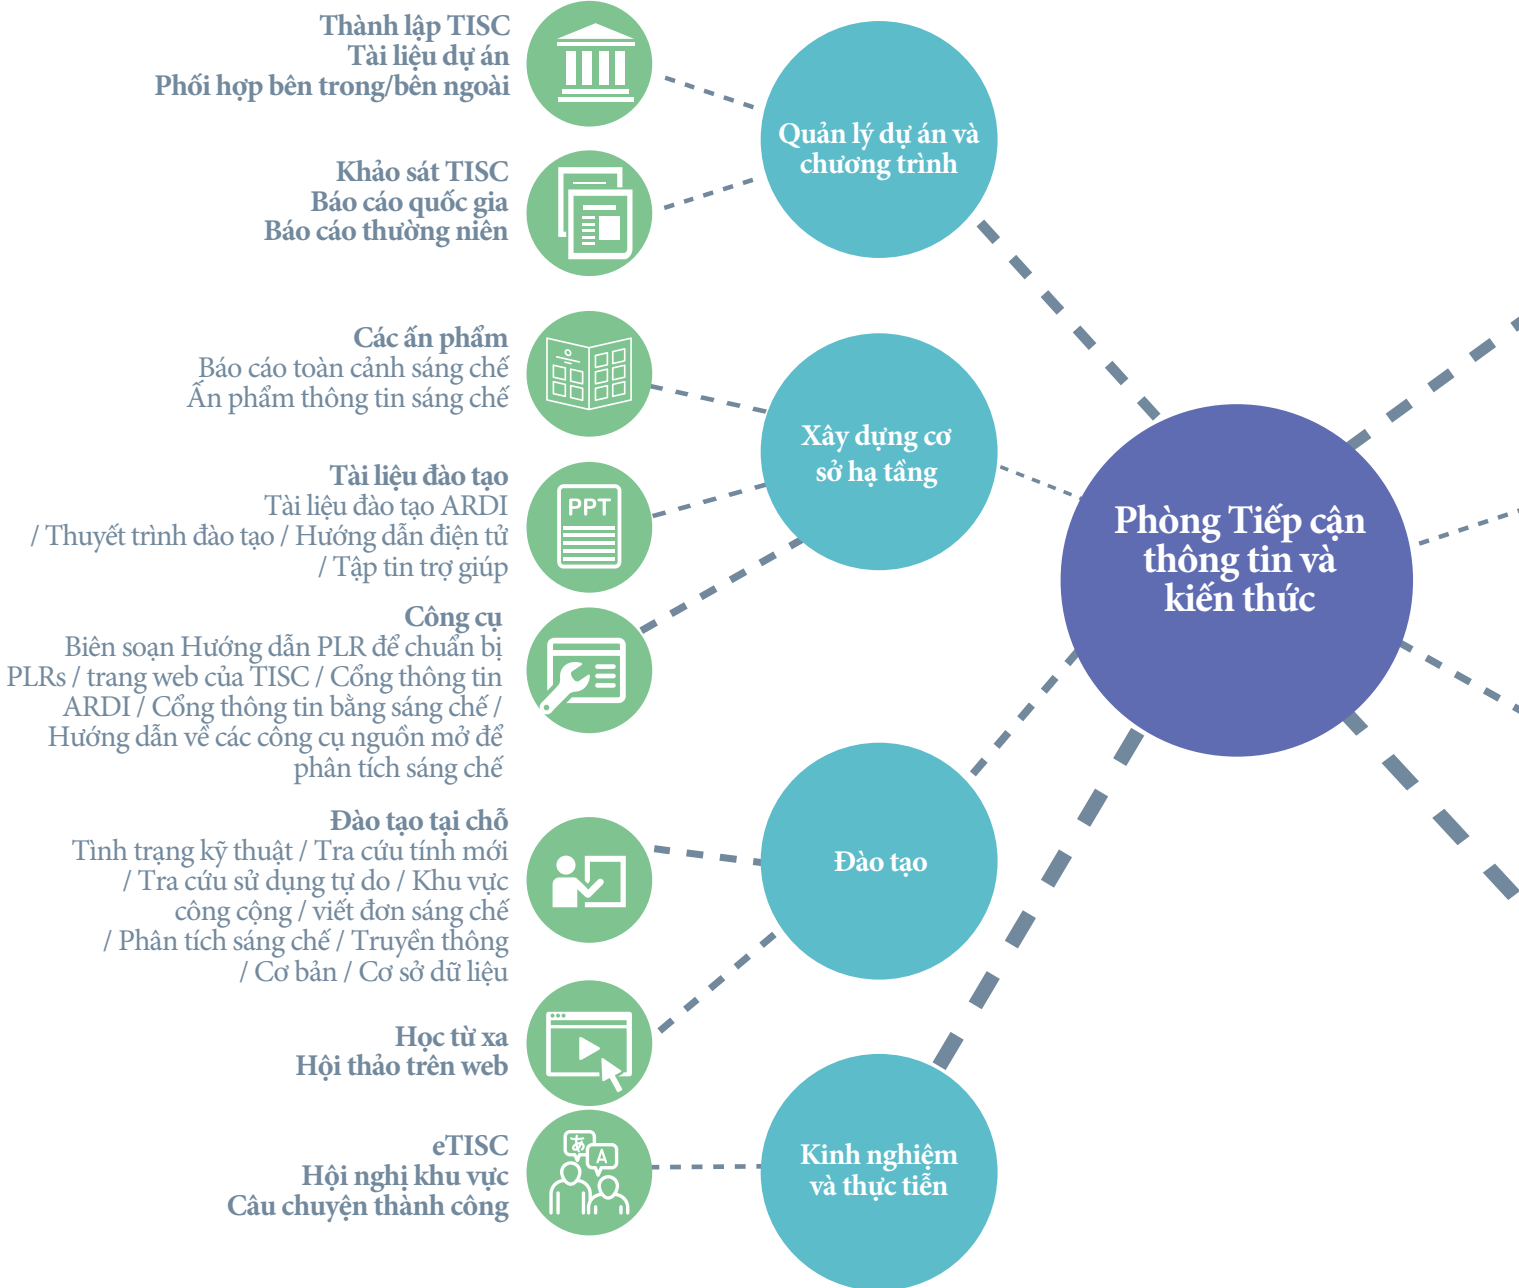 Thành lập TISC
Tài liệu dự án
Phối hợp bên trong/bên ngoài
Khảo sát TISC
Báo cáo quốc gia
Báo cáo thường niên
Quản lý dự án và
chương trình
Các ấn phẩm
Báo cáo toàn cảnh sáng chế
Ấn phẩm thông tin sáng chế
Tài liệu đào tạo
Tài liệu đào tạo ARDI
/ Thuyết trình đào tạo / Hướng dẫn điện tử
/ Tập tin trợ giúp
PPT
Công cụ
Biên soạn Hướng dẫn PLR để chuẩn bị
PLRs / trang web của TISC / Cổng thông tin
ARDI / Cổng thông tin bằng sáng chế /
Hướng dẫn về các công cụ nguồn mở để
phân tích sáng chế
Xây dựng cơ
sở hạ tầng
Phòng Tiếp cận
thông tin và
kiến thức
Đào tạo tại chỗ
Tình trạng kỹ thuật / Tra cứu tính mới
/ Tra cứu sử dụng tự do / Khu vực
công cộng / viết đơn sáng chế
/ Phân tích sáng chế / Truyền thông
/ Cơ bản / Cơ sở dữ liệu
Học từ xa
Hội thảo trên web
Đào tạo
eTISC
Hội nghị khu vực
Câu chuyện thành công
あ
A
Kinh nghiệm
và thực tiễn